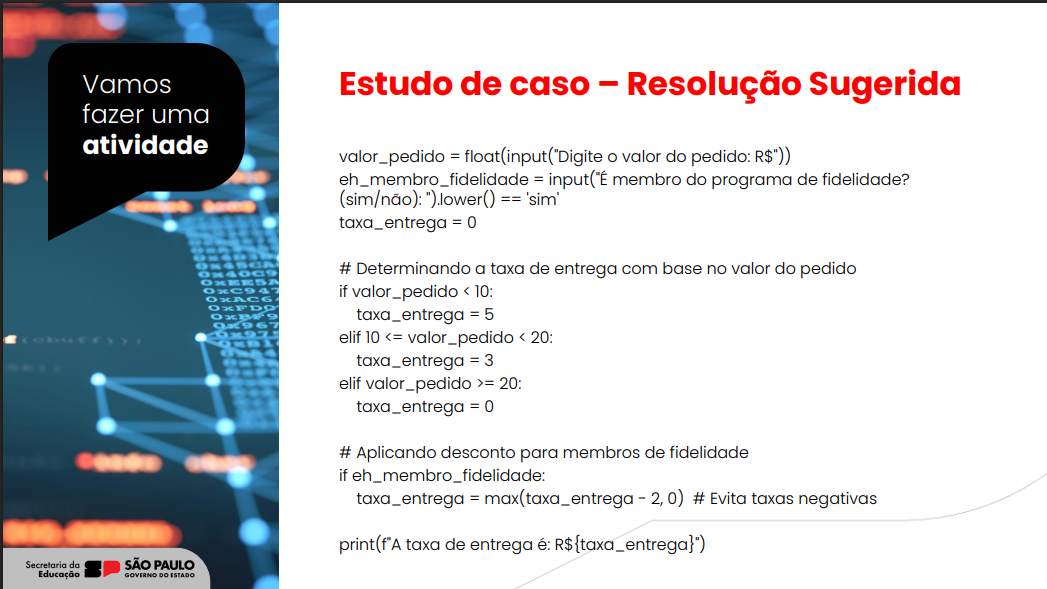 Vamos
fazer uma
atividade
Estudo de caso – Resolução Sugerida
valor_pedido = float(input("Digite o valor do pedido: R$"))
eh_membro_fidelidade = input("É membro do programa de fidelidade?
(sim/não): ").lower() == 'sim'
taxa_entrega = 0
# Determinando a taxa de entrega com base no valor do pedido
if valor_pedido < 10:
    taxa_entrega = 5
elif 10 <= valor_pedido < 20:
    taxa_entrega = 3
elif valor_pedido >= 20:
    taxa_entrega = 0
# Aplicando desconto para membros de fidelidade
if eh_membro_fidelidade:
    taxa_entrega = max(taxa_entrega - 2, 0)  # Evita taxas negativas
print(f"A taxa de entrega é: R${taxa_entrega}")
Secretaria da
Educação
SÃO PAULO
GOVERNO DO ESTADO